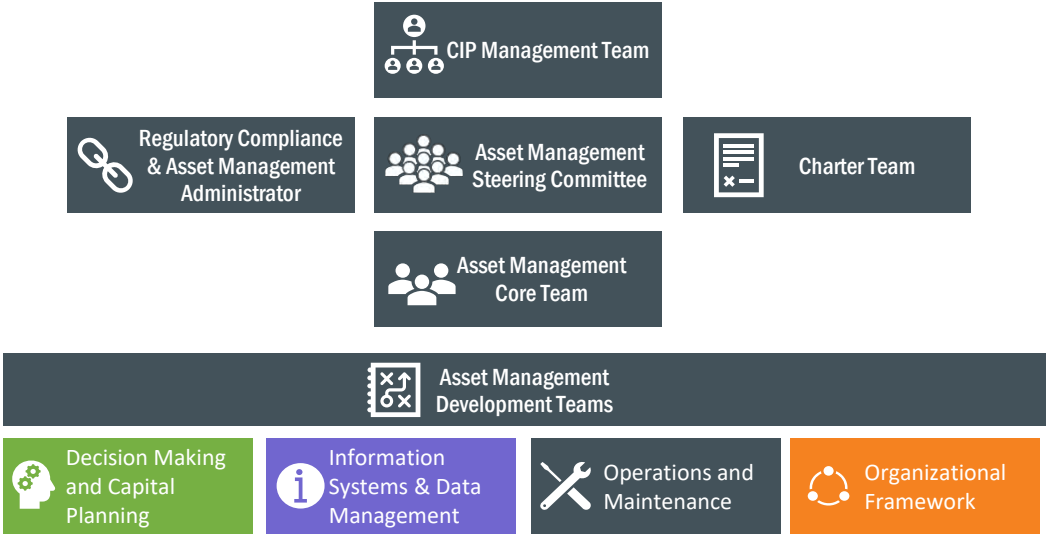 CIP Management Team
Regulatory Compliance
& Asset Management
Administrator
Asset Management
Steering Committee
Charter Team
Asset Management
Core Team
Asset Management
Development Teams
Decision Making
and Capital
Planning
Information
Systems & Data
Management
Operations and
Maintenance
Organizational
Framework